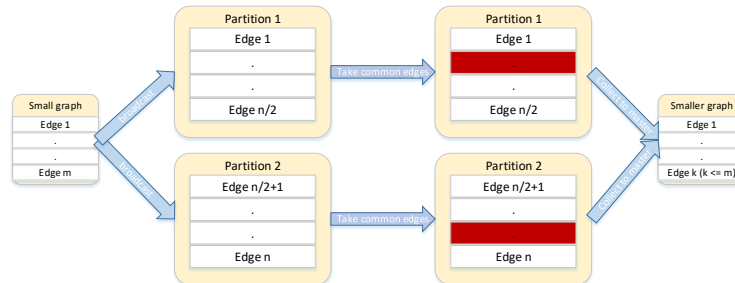 Small graph
Edge 1
.
.
Edge m
broadcast
broadcast
Partition 1
Edge 1
.
.
Edge n/2
Partition 2
Edge n/2+1
.
.
Edge n
Take common edges
Take common edges
Partition 1
Edge 1
.
.
Edge n/2
Partition 2
Edge n/2+1
.
.
Edge n
Collect to master
Collect to master
Smaller graph
Edge 1
.
.
Edge k (k <= m)